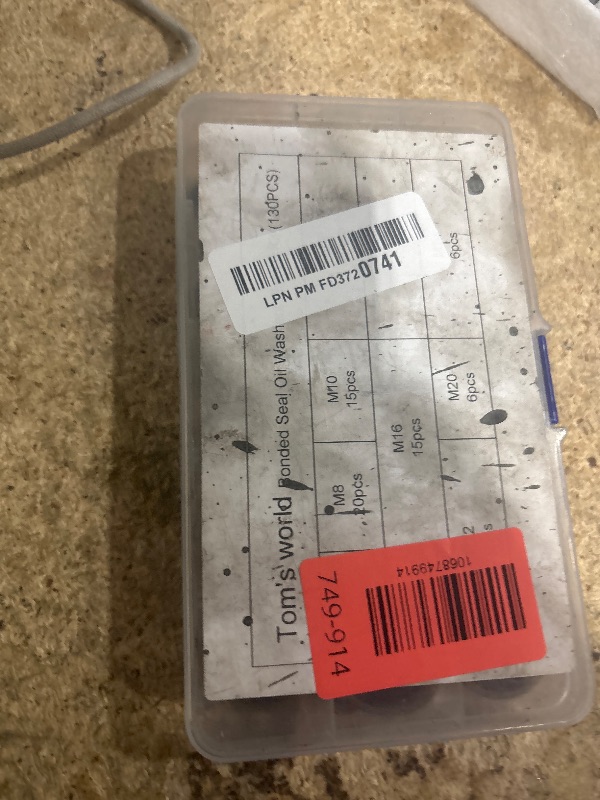 Tom's world Bonded Seal Oil Wash
(130PCS)
M8
20pcs
M10
15pcs
M16
15pcs
M20
6pcs
6pcs
2
s
LPN PM FD3720741
749-914
1068749914